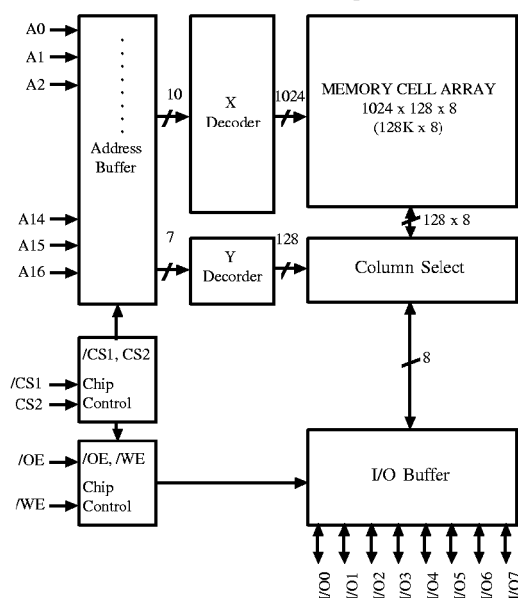 A0
A1
A2
A14
A15
A16
Address
Buffer
10
X
Decoder
1024
MEMORY CELL ARRAY
1024 x 128 x 8
(128K x 8)
128 x 8
7
Y
Decorder
128
Column Select
8
/CS1
CS2
/CS1, CS2
Chip
Control
/OE
/WE
/OE, /WE
Chip
Control
I/O Buffer
I/O0
I/O1
I/O2
I/O3
I/O4
I/O5
I/O6
I/O7